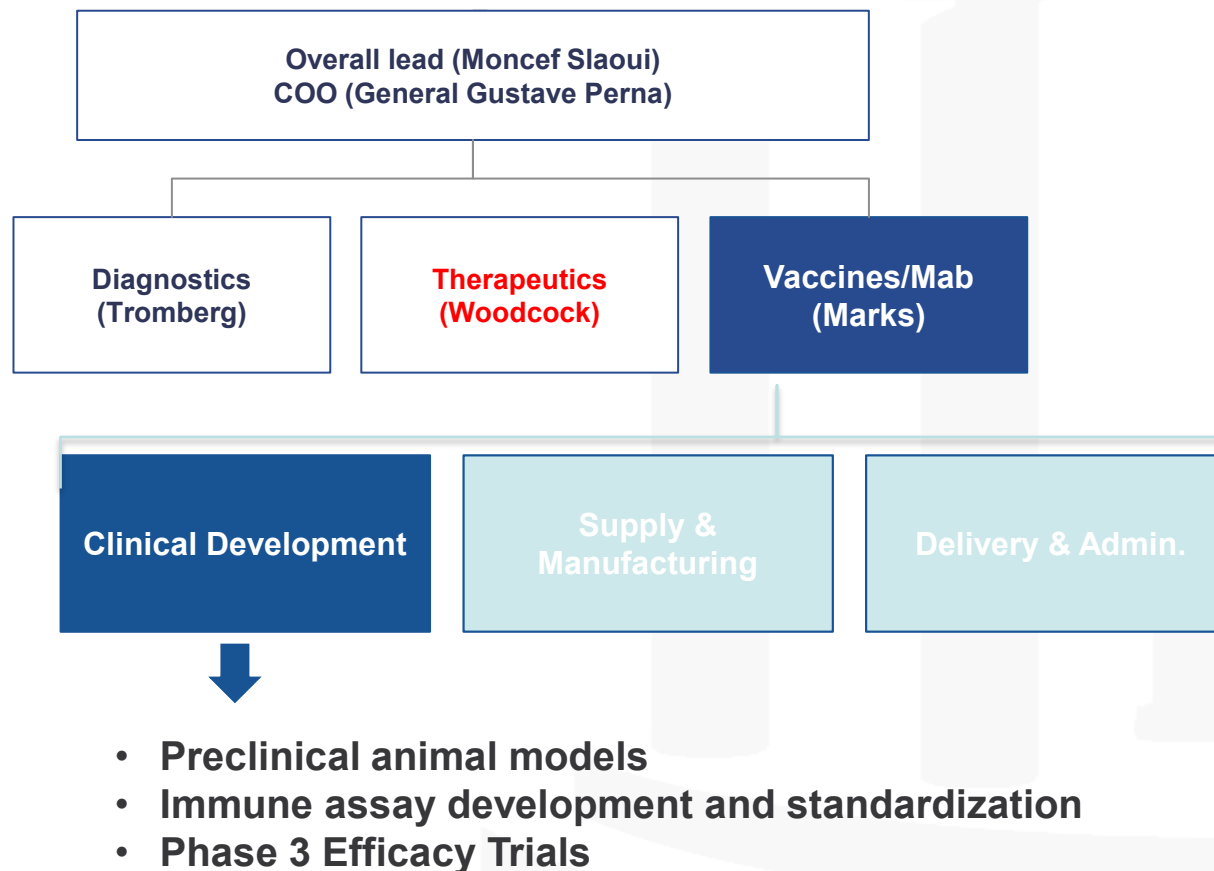 Overall lead (Moncef Slaoui)
COO (General Gustave Perna)
Diagnostics
(Tromberg)
Therapeutics
(Woodcock)
Vaccines/Mab
(Marks)
Clinical Development
Supply &
Manufacturing
Delivery & Admin.
• Preclinical animal models
• Immune assay development and standardization
• Phase 3 Efficacy Trials